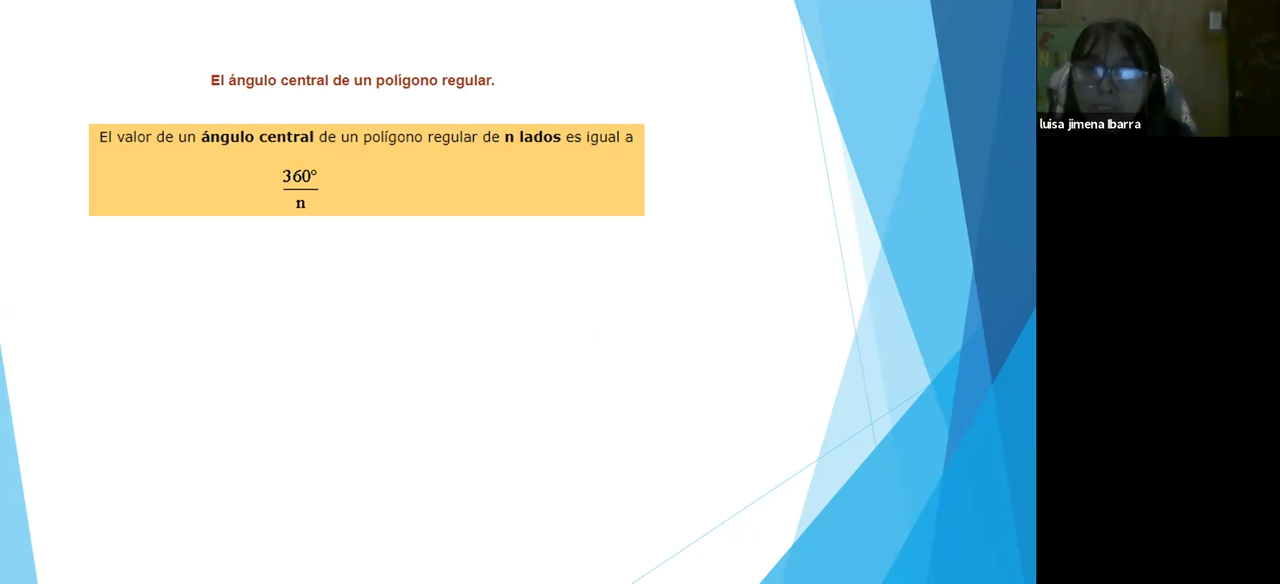 El ángulo central de un polígono regular.
El valor de un ángulo central de un polígono regular de n lados es igual a
360°
n
luisa jimena Ibarra